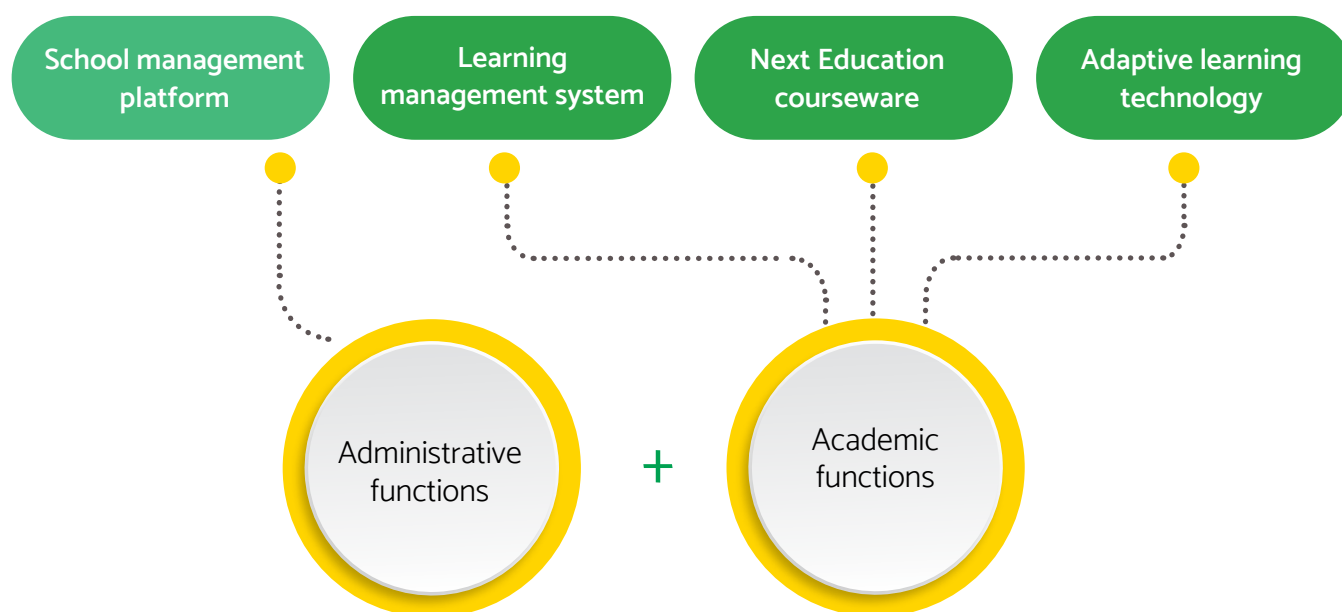 School management
platform
Learning
management system
Next Education
courseware
Adaptive learning
technology
Administrative
functions
+
Academic
functions